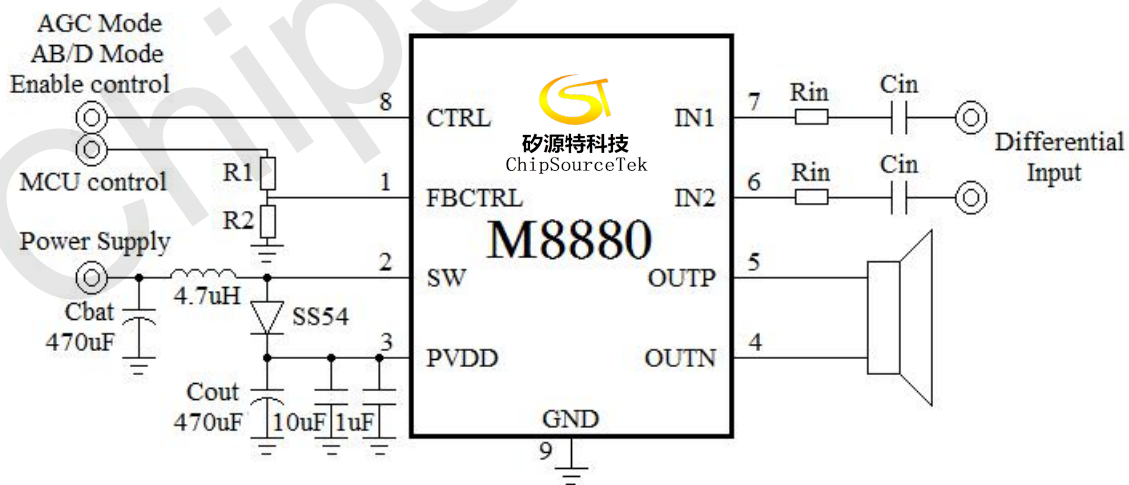 AGC Mode
AB/D Mode
Enable control
MCU control
R1
R2
Power Supply
Cbat
470uF
4.7uH
SS54
Cout
470uF
10uF
1uF
8
1
2
3
CTRL
FBCTRL
SW
PVDD
矽源特科技
ChipSourceTek
M8880
IN1
IN2
OUTP
OUTN
GND
9
7
6
5
4
Rin
Cin
Rin
Cin
Differential
Input